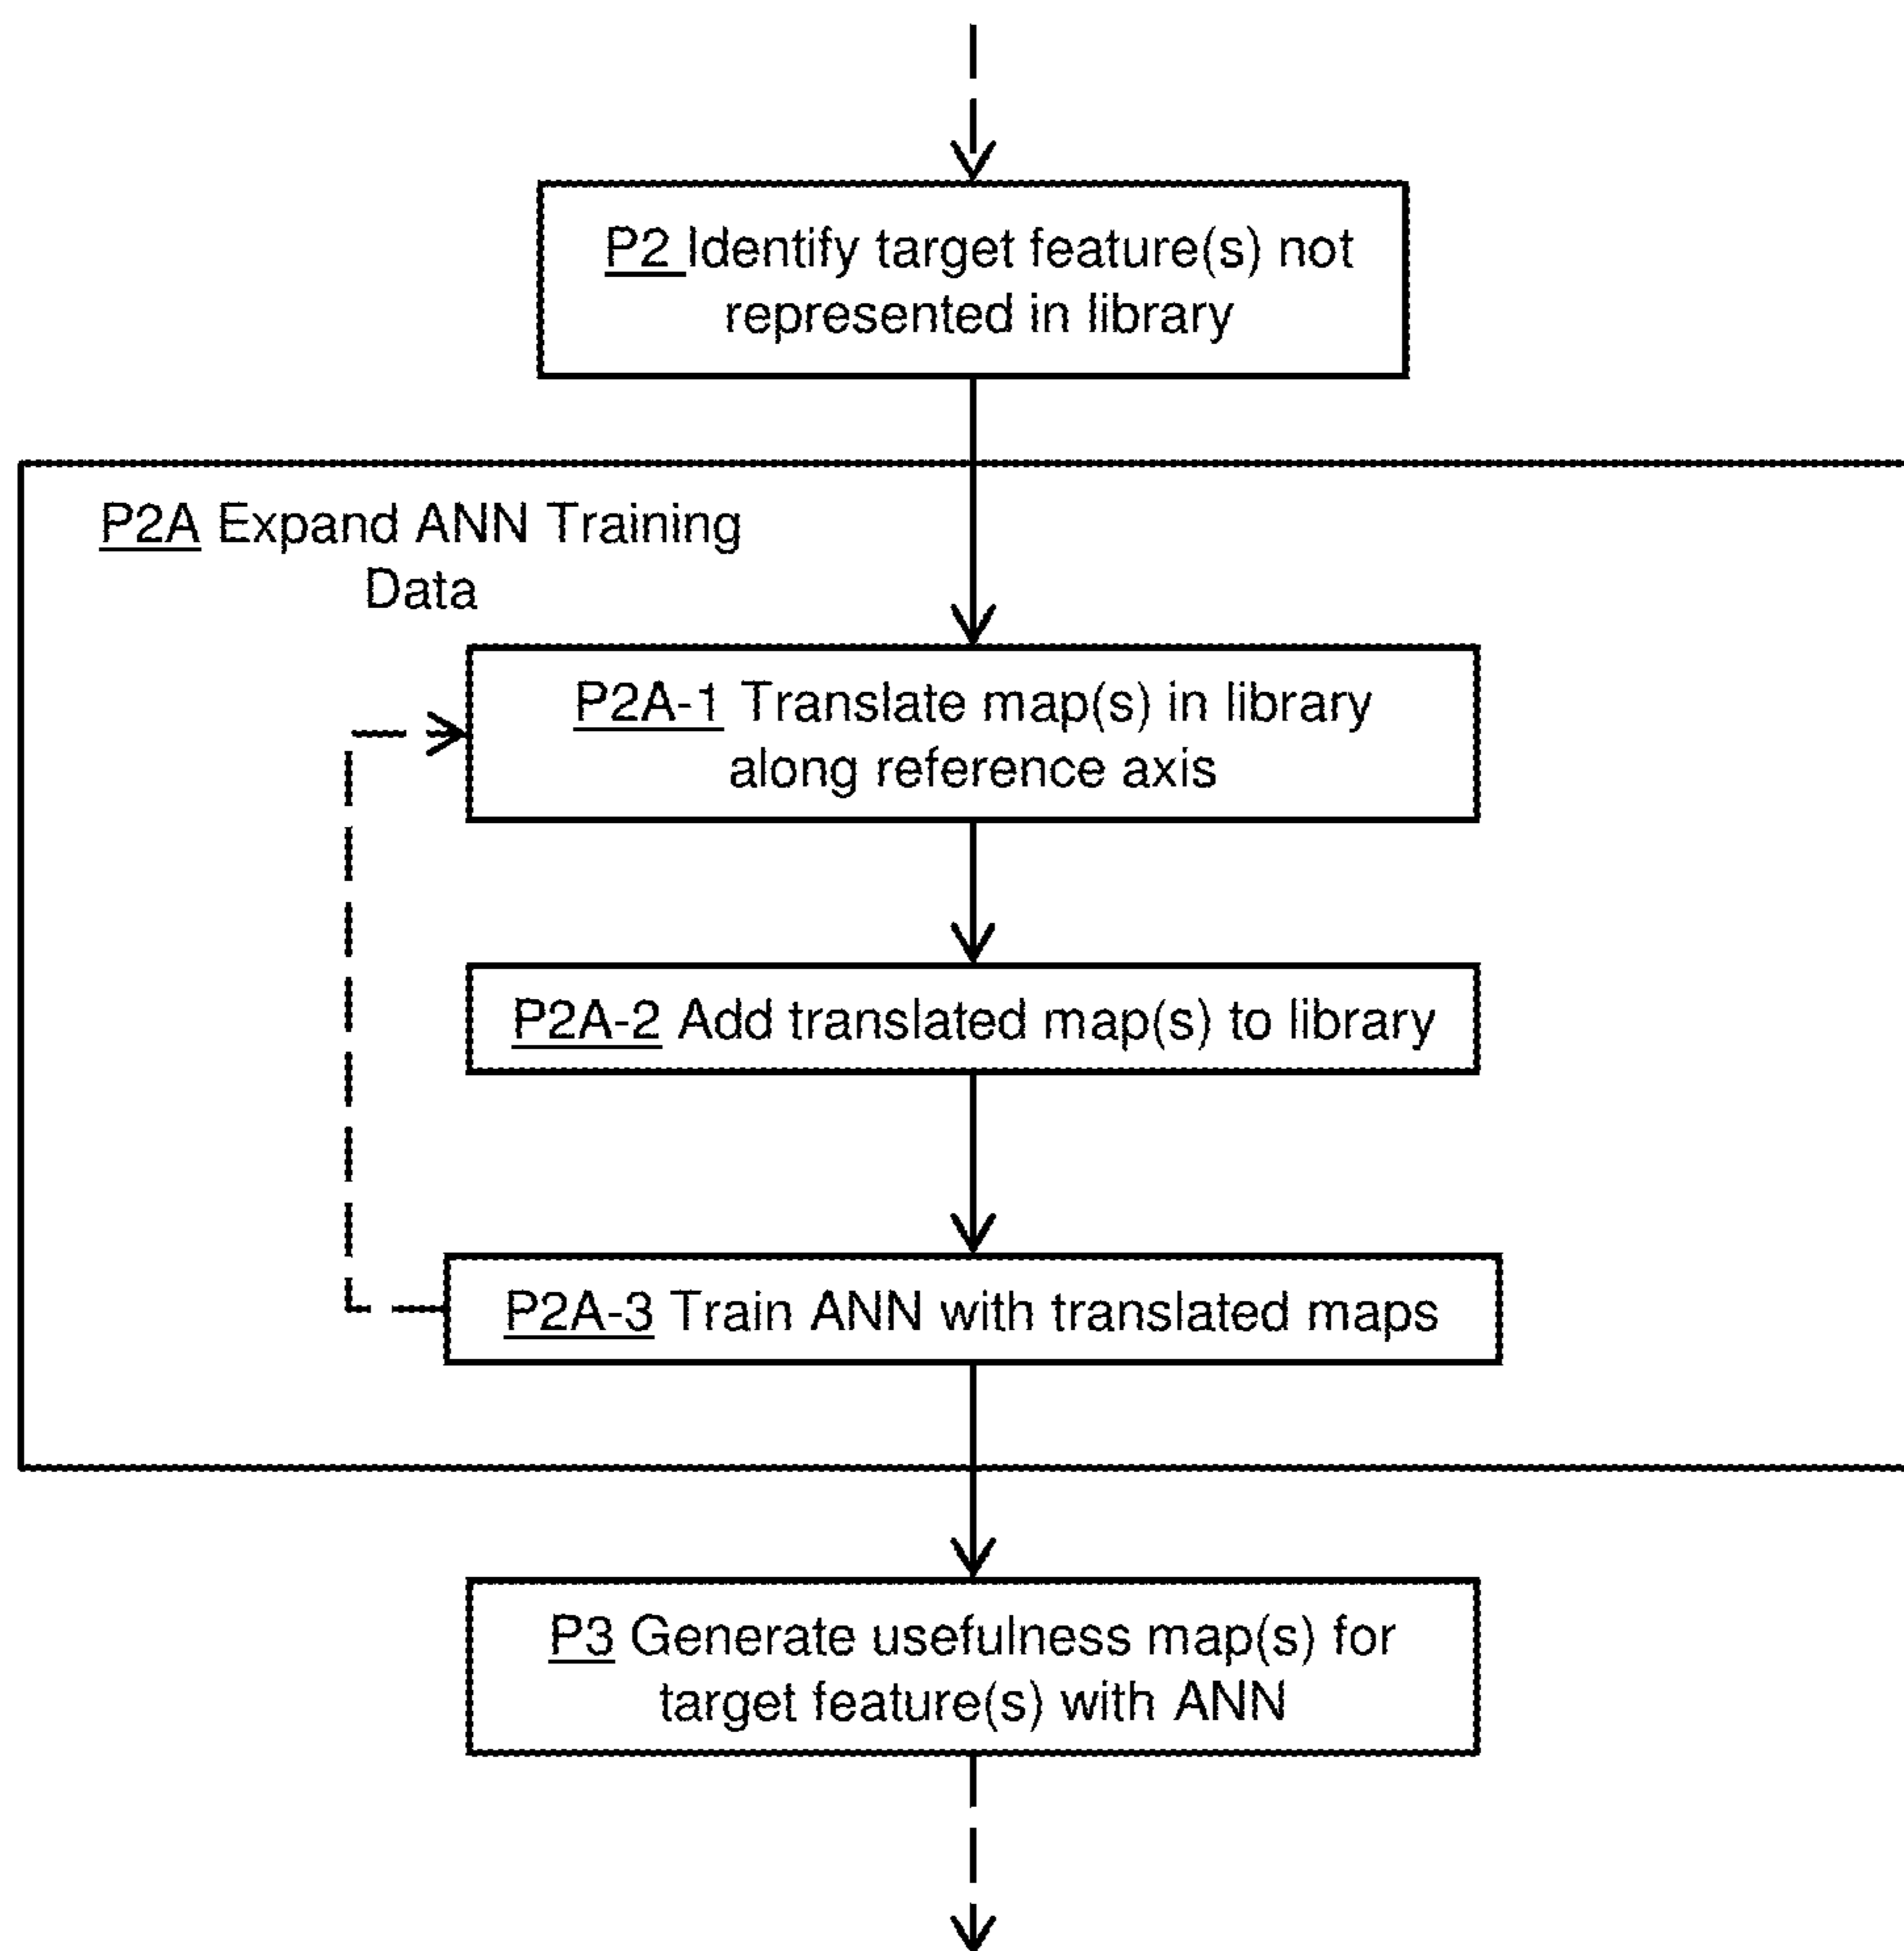 P2 Identify target feature(s) not
represented in library
P2A Expand ANN Training
Data
P2A-1 Translate map(s) in library
along reference axis
P2A-2 Add translated map(s) to library
P2A-3 Train ANN with translated maps
P3 Generate usefulness map(s) for
target feature(s) with ANN